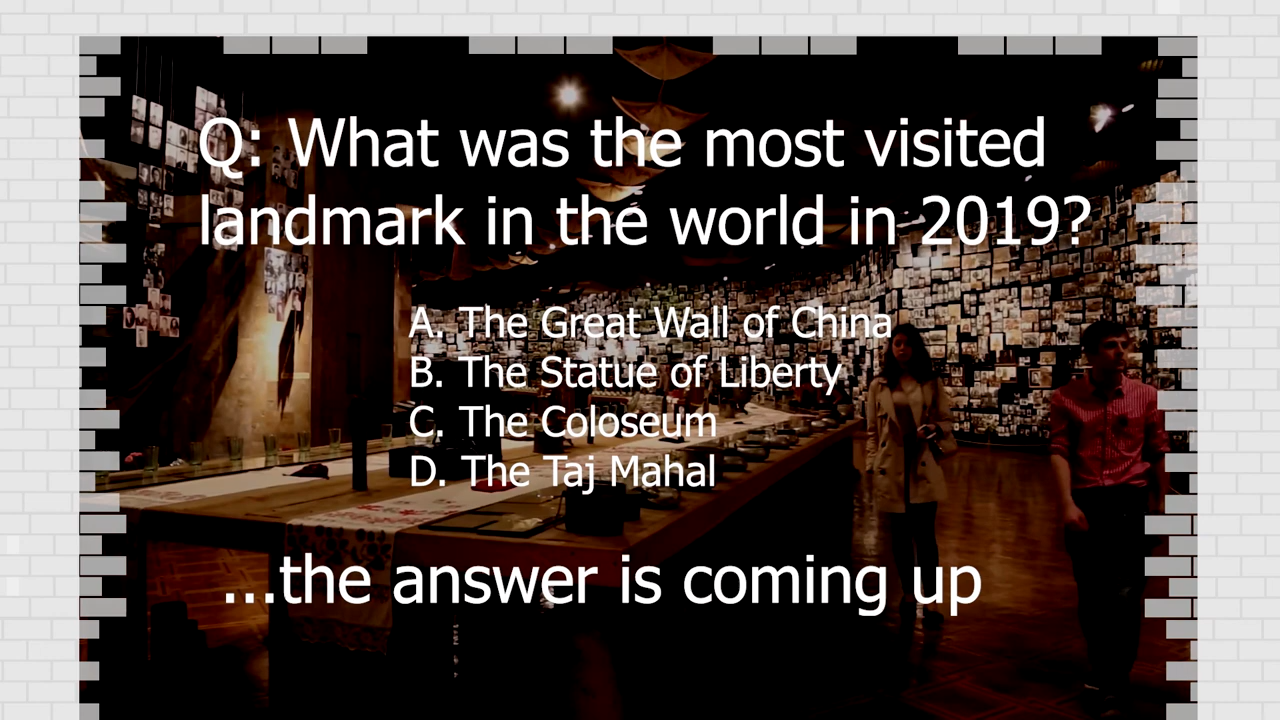 Q: What was the most visited
landmark in the world in 2019?
A. The Great Wall of China
B. The Statue of Liberty
C. The Coloseum
D. The Taj Mahal
...the answer is coming up